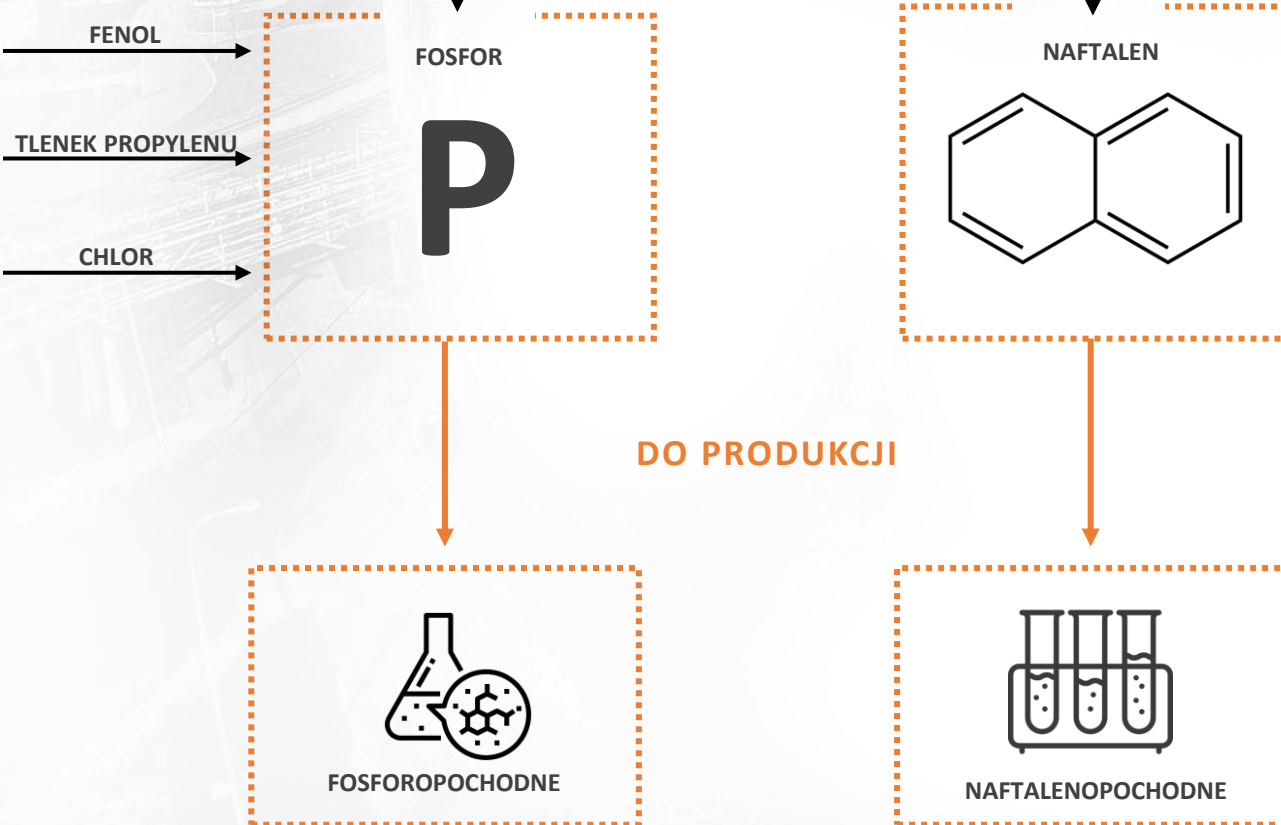 FENOL
FOSFOR
NAFTALEN
TLENEK PROPYLENU
P
CHLOR
DO PRODUKCJI
FOSFOROPOCHODNE
NAFTALENOPOCHODNE